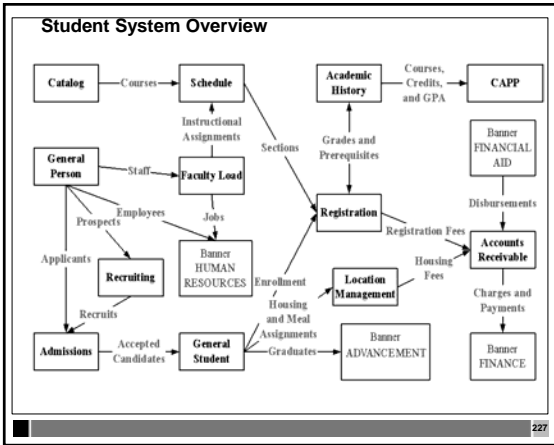 Student System Overview
Catalog
Courses
Schedule
Academic
History
Courses,
Credits,
and GPA
CAPP
Instructional
Assignments
Sections
Grades and
Prerequisites
Banner
FINANCIAL
AID
General
Person
Staff
Faculty Load
Prospects
Employees
Jobs
Registration
Registration Fees
Disbursements
Accounts
Receivable
Applicants
Recruiting
Banner
HUMAN
RESOURCES
Enrollment
Location
Management
Housing
Fees
Housing
and Meal
Assignments
Charges and
Payments
Recruits
Admissions
Accepted
Candidates
General
Student
Graduates
Banner
ADVANCEMENT
Banner
FINANCE
227